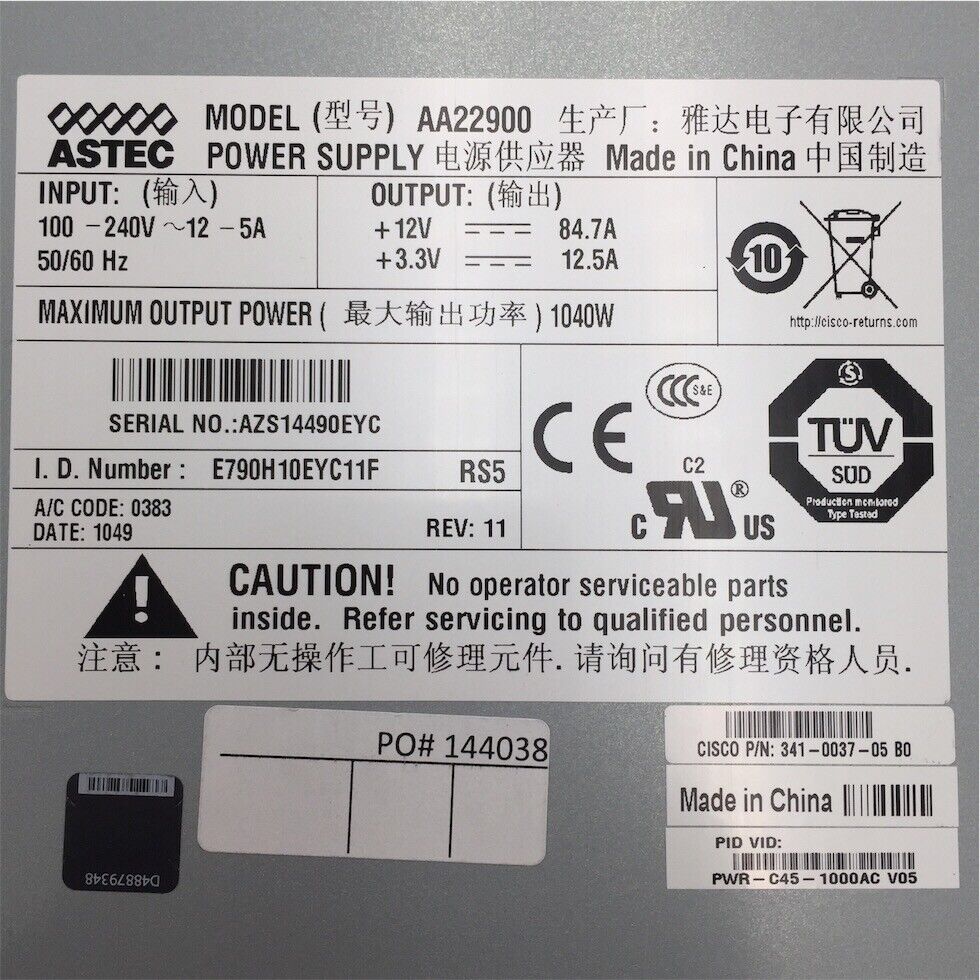 ASTEC
MODEL (型号) AA22900 生产厂：雅达电子有限公司
POWER SUPPLY 电源供应器 Made in China 中国制造
INPUT: (输入)
100 – 240V ～12 – 5A
50/60 Hz
OUTPUT: (输出)
+12V 84.7A
+3.3V 12.5A
10
http://cisco-returns.com
MAXIMUM OUTPUT POWER ( 最大输出功率 ) 1040W
SERIAL NO.:AZS14490EYC
I. D. Number : E790H10EYC11F RS5
A/C CODE: 0383
DATE: 1049
REV: 11
CE
CCC S&E
C2
C RU ® US
S
TÜV
SÜD
Production monitored
Type Tested
! CAUTION! No operator serviceable parts
inside. Refer servicing to qualified personnel.
注意： 内部无操作工可修理元件. 请询问有修理资格人员.
PO# 144038
CISCO P/N: 341-0037-05 B0
Made in China
PID VID:
PWR-C45-1000AC V05
D48879348